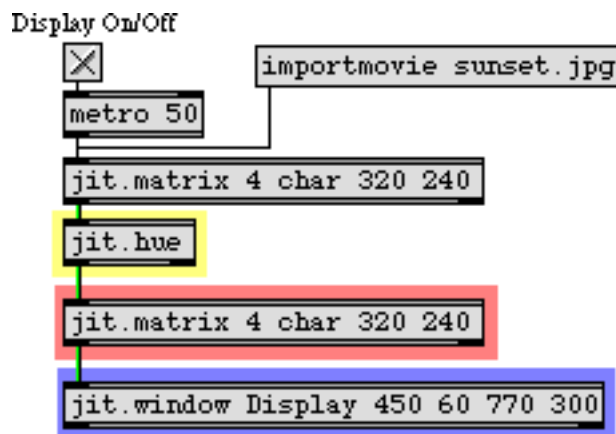 Display On/Off
importmovie sunset.jpg
metro 50
jit.matrix 4 char 320 240
jit.hue
jit.matrix 4 char 320 240
jit.window Display 450 60 770 300